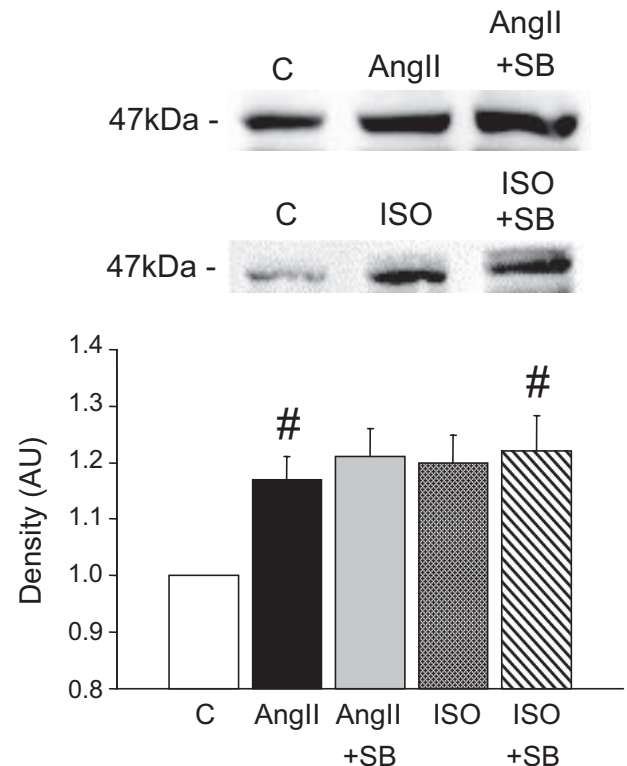 AngII
C AngII +SB
47kDa -
ISO
C ISO +SB
47kDa -
1.4
1.3
1.2
1.1
1.0
0.9
0.8
Density (AU)
# #
C AngII AngII ISO ISO
+SB +SB